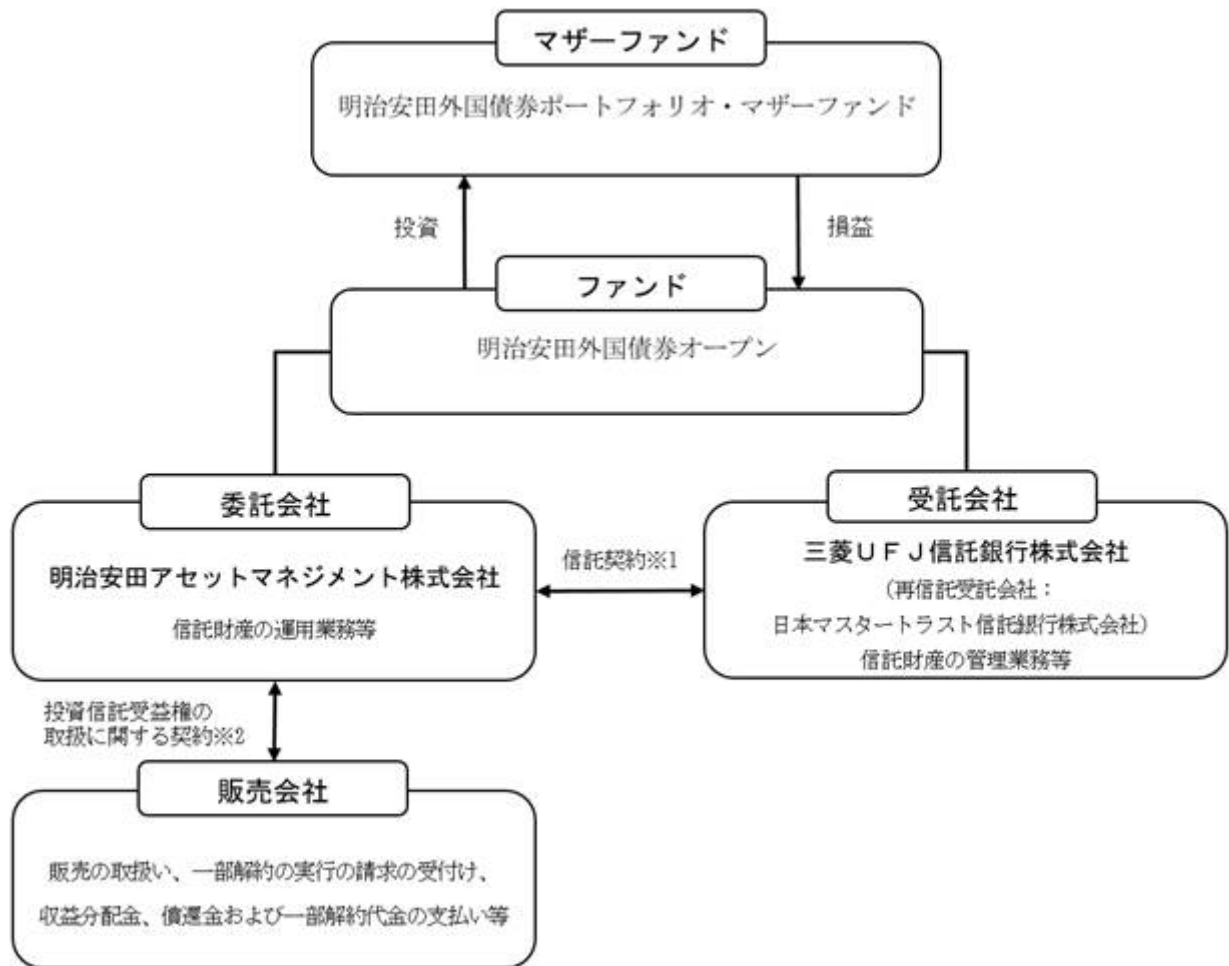 マザーファンド
明治安田外国債券ポートフォリオ・マザーファンド
投資
損益
ファンド
明治安田外国債券オープン
委託会社
明治安田アセットマネジメント株式会社
信託財産の運用業務等
信託契約※1
受託会社
三菱UFJ信託銀行株式会社
(再信託受託会社:
日本マスタートラスト信託銀行株式会社)
信託財産の管理業務等
投資信託受益権の
取扱に関する契約※2
販売会社
販売の取扱い、一部解約の実行の請求の受付け、
収益分配金、償還金および一部解約代金の支払い等